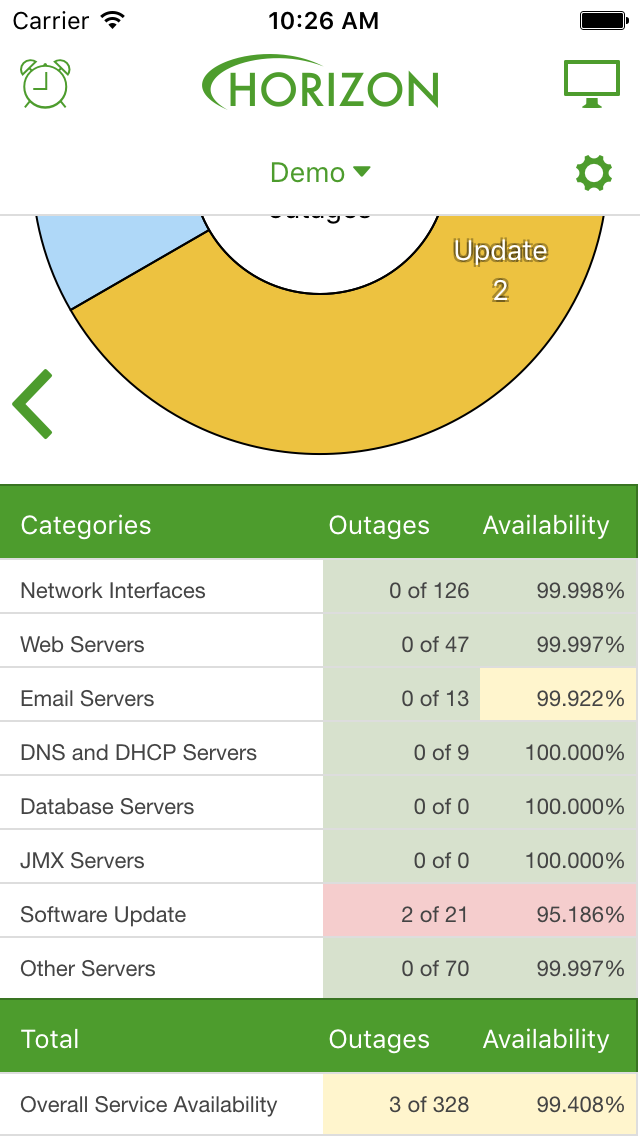 Carrier 10:26 AM
HORIZON
Demo
Update
2
Categories Outages Availability
Network Interfaces 0 of 126 99.998%
Web Servers 0 of 47 99.997%
Email Servers 0 of 13 99.922%
DNS and DHCP Servers 0 of 9 100.000%
Database Servers 0 of 0 100.000%
JMX Servers 0 of 0 100.000%
Software Update 2 of 21 95.186%
Other Servers 0 of 70 99.997%
Total Outages Availability
Overall Service Availability 3 of 328 99.408%